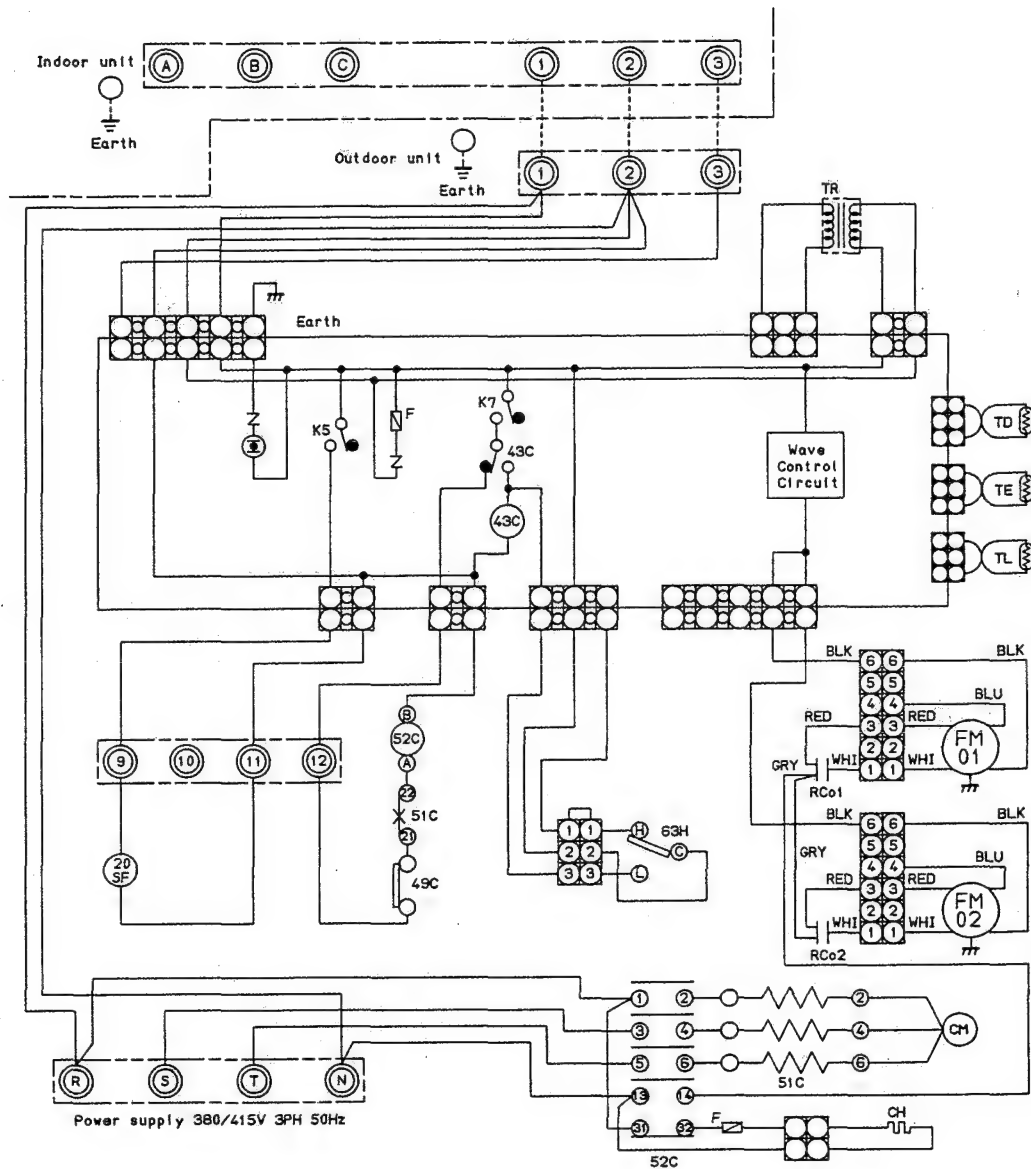 A B C 1 2 3
Indoor unit
Earth
Outdoor unit
Earth
1 2 3
TR
Earth
K5
F
K7
43C
43C
Wave
Control
Circuit
TD
TE
TL
BLK 6 6 BLK
5 5
4 4 BLU
RED 3 3 RED
2 2
GRY WHI 1 1 WHI
FM
01
RCo1
9 10 11 12
B
52C
A
22
51C
21
49C
20
SF
1 1 H 63H
2 2 C
3 3 L
BLK 6 6 BLK
GRY 5 5
4 4 BLU
RED 3 3 RED
2 2
WHI 1 1 WHI
FM
02
RCo2
1 2 2
3 4 4 CM
5 6 6
51C
13 14
31 32 F CH
52C
R S T N
Power supply 380/415V 3PH 50Hz